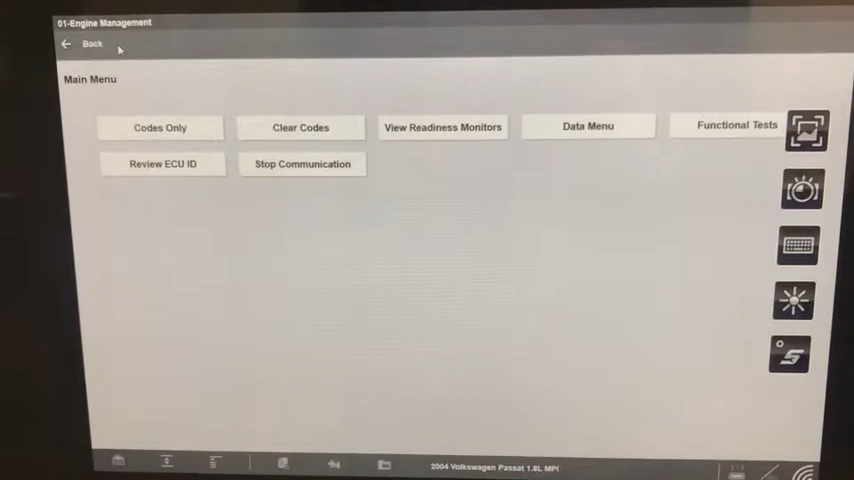 01-Engine Management
Back
Main Menu
Codes Only
Clear Codes
View Readiness Monitors
Data Menu
Functional Tests
Review ECU ID
Stop Communication
2004 Volkswagen Passat 1.8L MPI